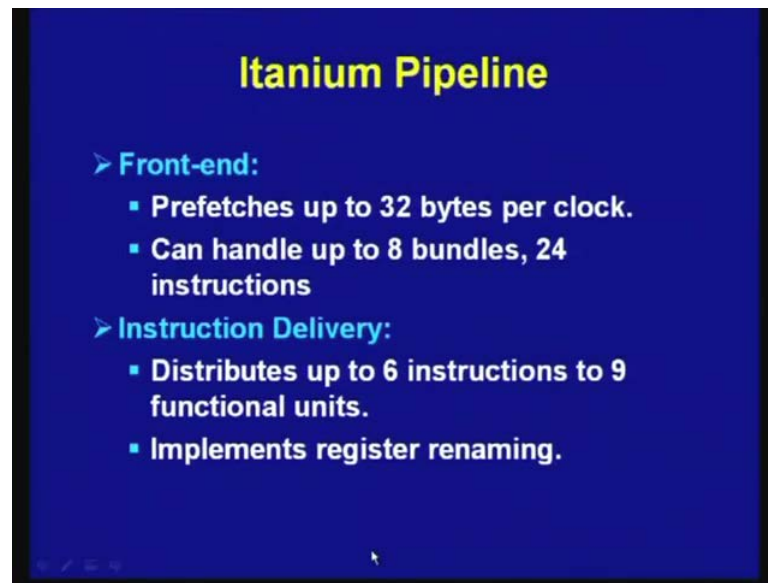 Itanium Pipeline
➢ Front-end:
▪ Prefetches up to 32 bytes per clock.
▪ Can handle up to 8 bundles, 24
instructions
➢ Instruction Delivery:
▪ Distributes up to 6 instructions to 9
functional units.
▪ Implements register renaming.